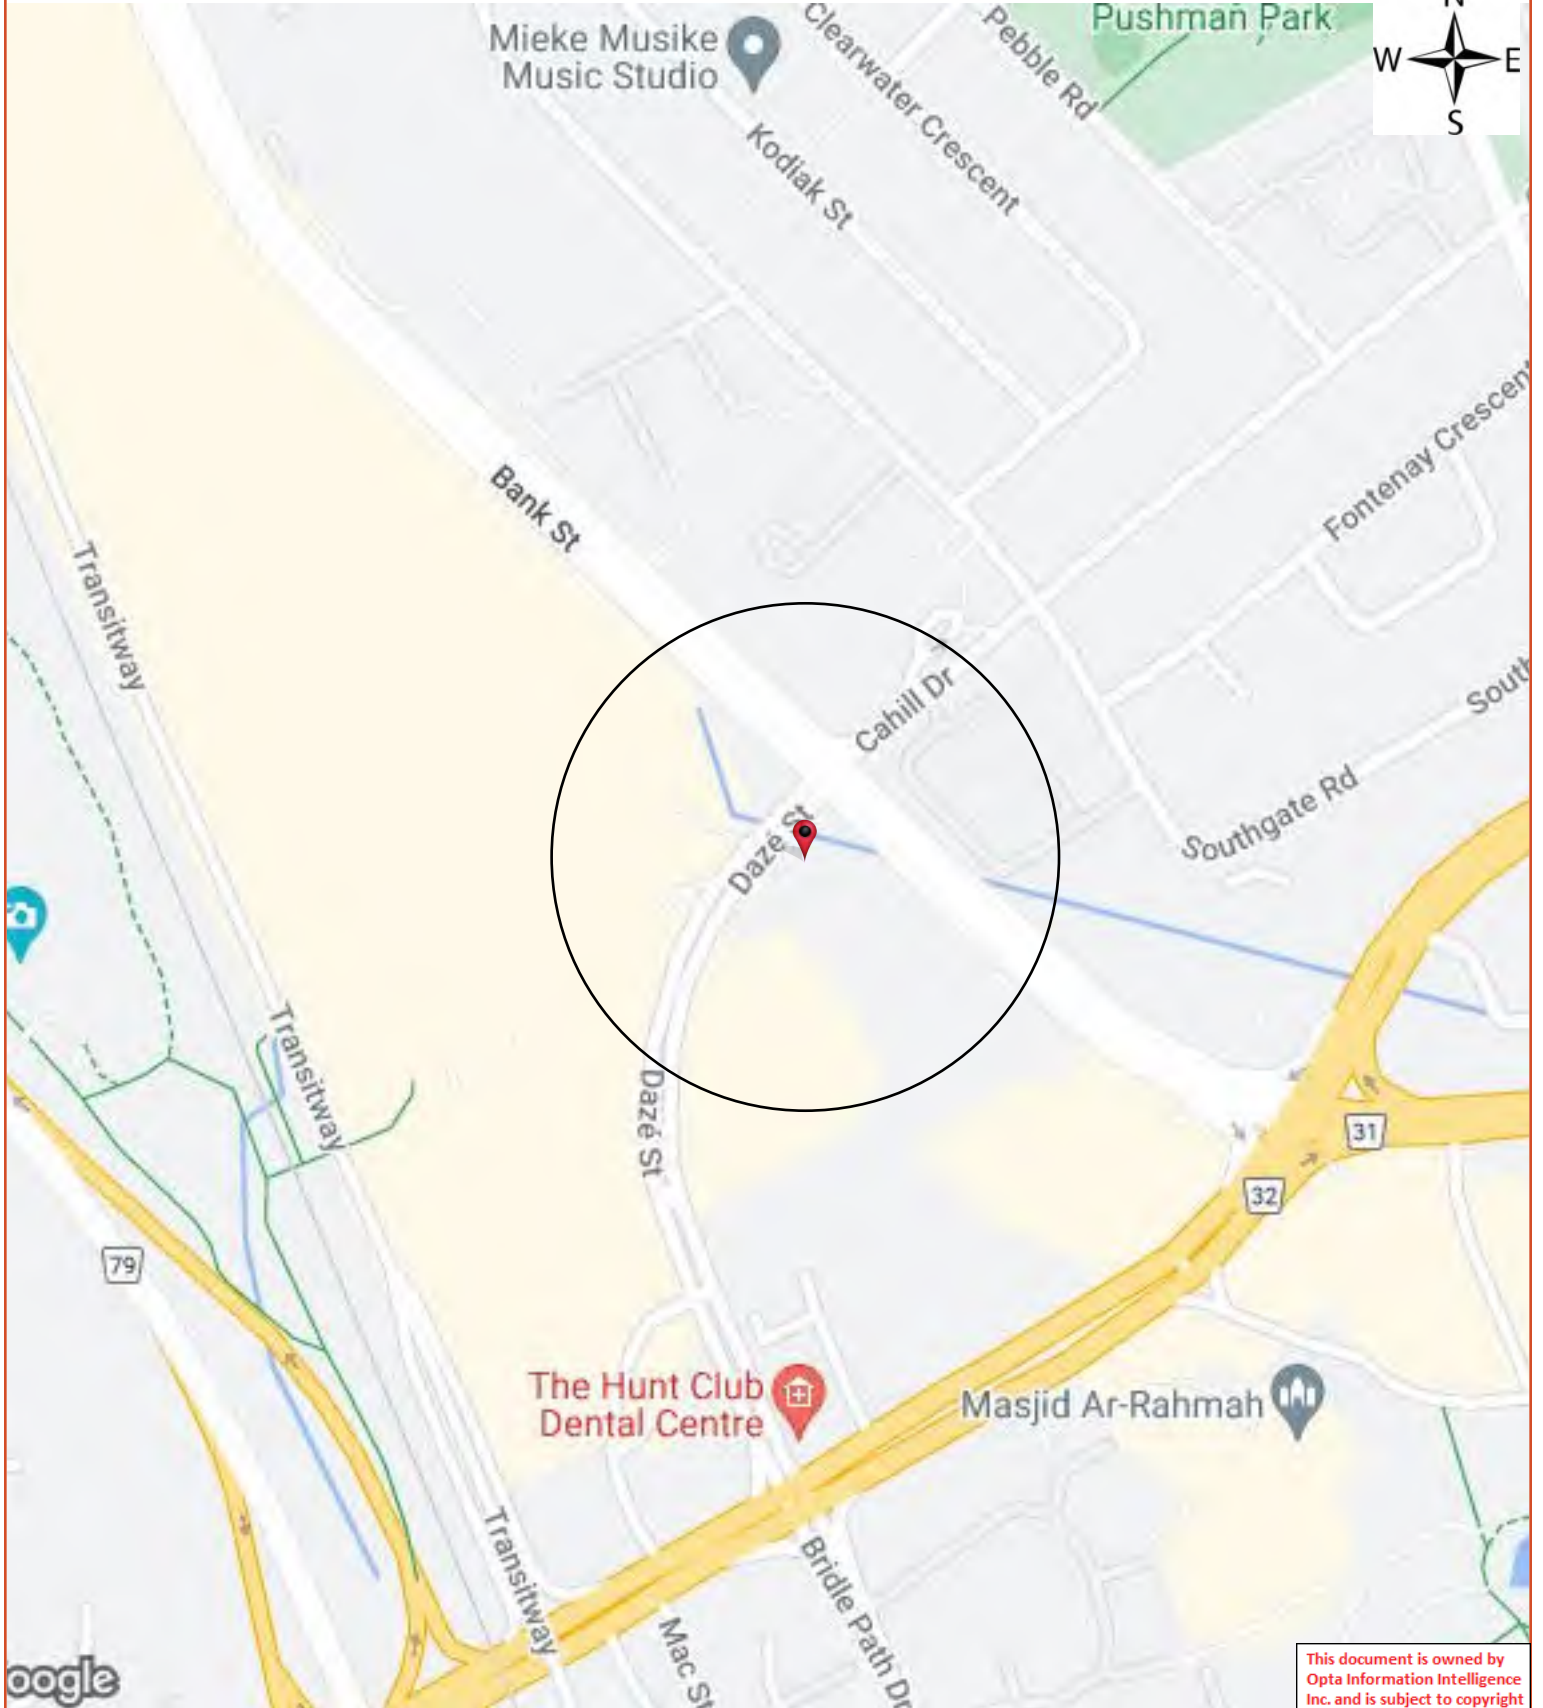 N
W
E
S
Pushman Park
Mieke Musike
Music Studio
Clearwater Crescent
Pebble Rd
Kodiak St
Fontenay Crescent
Bank St
Transitway
Cahill Dr
South
Southgate Rd
Dazé St
Transitway
Dazé St
31
32
79
The Hunt Club
Dental Centre
Masjid Ar-Rahmah
Transitway
Bridle Path Dr
Mac St
oogle
This document is owned by
Opta Information Intelligence
Inc. and is subject to copyright